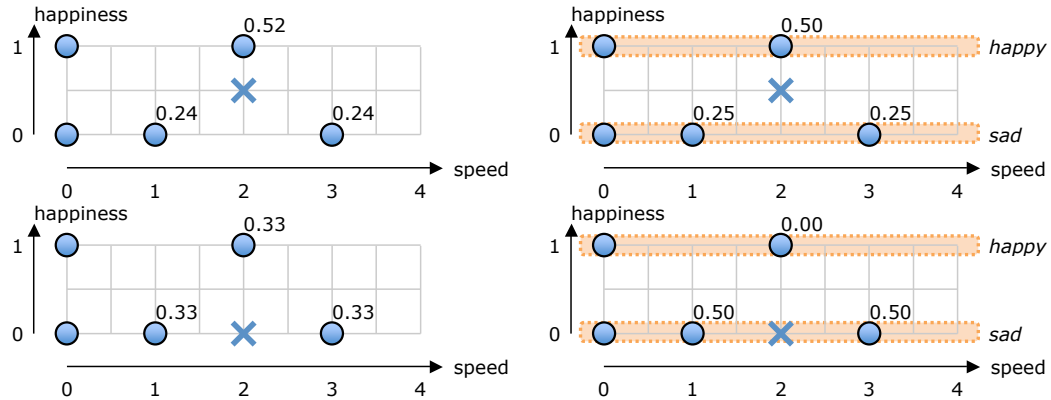 happiness
0.52
1
0.24 0.24
0
speed
0 1 2 3 4
happiness
0.50
1
happy
0.25 0.25
0
sad
speed
0 1 2 3 4
happiness
0.33
1
0.33 0.33
0
speed
0 1 2 3 4
happiness
0.00
1
happy
0.50 0.50
0
sad
speed
0 1 2 3 4